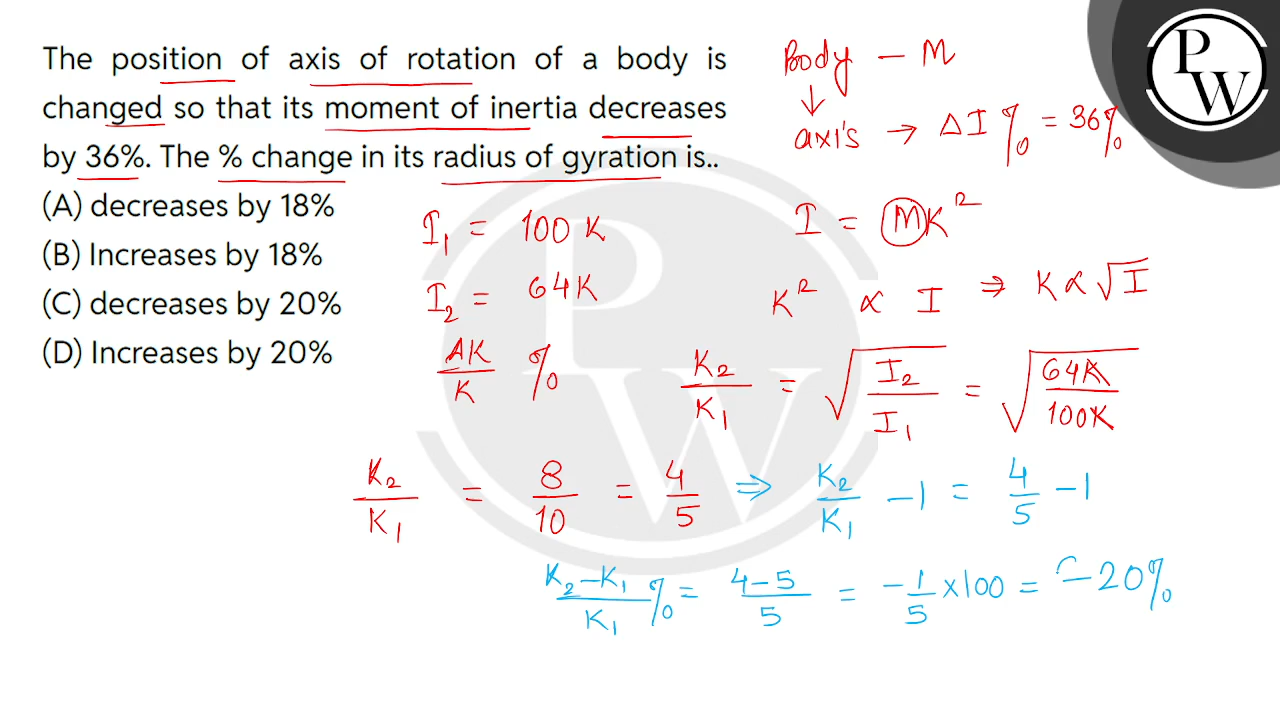 The position of axis of rotation of a body is
changed so that its moment of inertia decreases
by 36%. The % change in its radius of gyration is..
(A) decreases by 18%
(B) Increases by 18%
(C) decreases by 20%
(D) Increases by 20%
Body – M
↓
axis → ΔI % = 36%
I = MK²
I₁ = 100 K
I₂ = 64K
K² ∝ I ⇒ K ∝ √I
ΔK/K %
K₂/K₁ = √(I₂/I₁) = √(64K/100K)
K₂/K₁ = 8/10 = 4/5 ⇒ K₂/K₁ – 1 = 4/5 – 1
K₂–K₁/K₁ % = 4–5/5 = –1/5 × 100 = –20%
P
W
PW